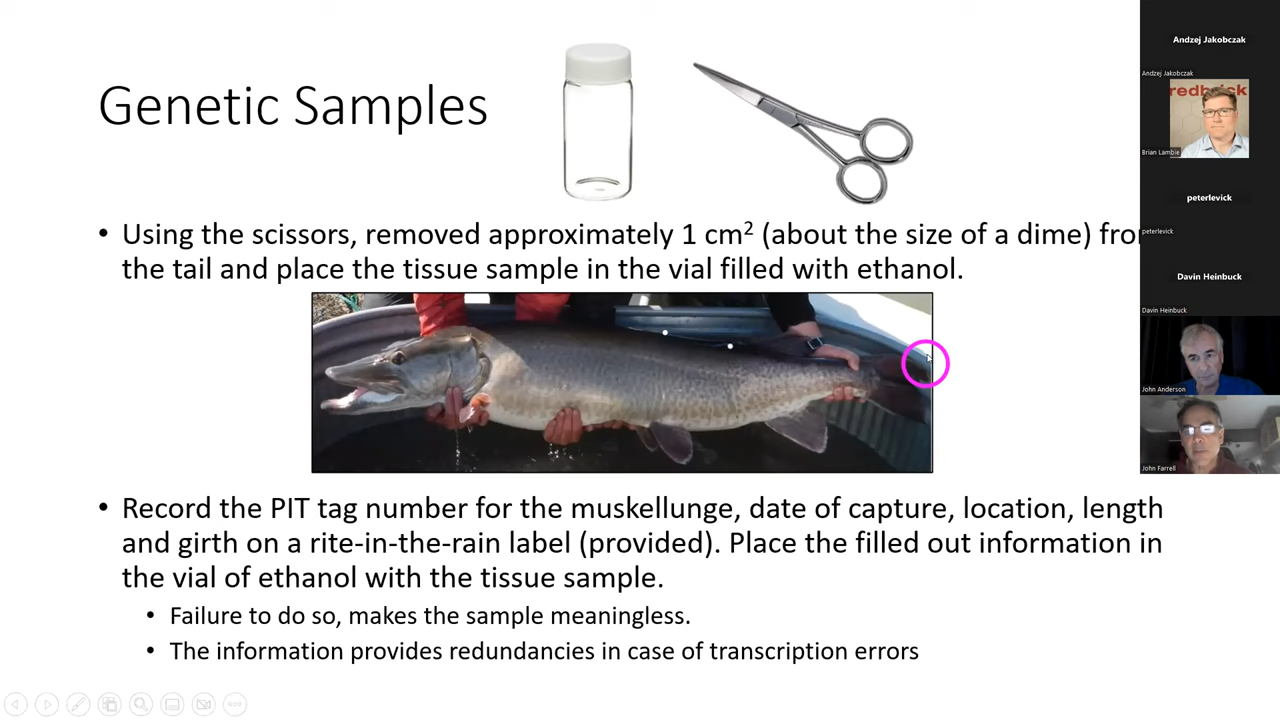 Genetic Samples
• Using the scissors, removed approximately 1 cm² (about the size of a dime) from
the tail and place the tissue sample in the vial filled with ethanol.
• Record the PIT tag number for the muskellunge, date of capture, location, length
and girth on a rite-in-the-rain label (provided). Place the filled out information in
the vial of ethanol with the tissue sample.
• Failure to do so, makes the sample meaningless.
• The information provides redundancies in case of transcription errors
Andzej Jakobczak
Andzej Jakobczak
redbrick
Brian Lambie
peterlevick
peterlevick
Davin Heinbuck
Davin Heinbuck
John Anderson
John Farrell